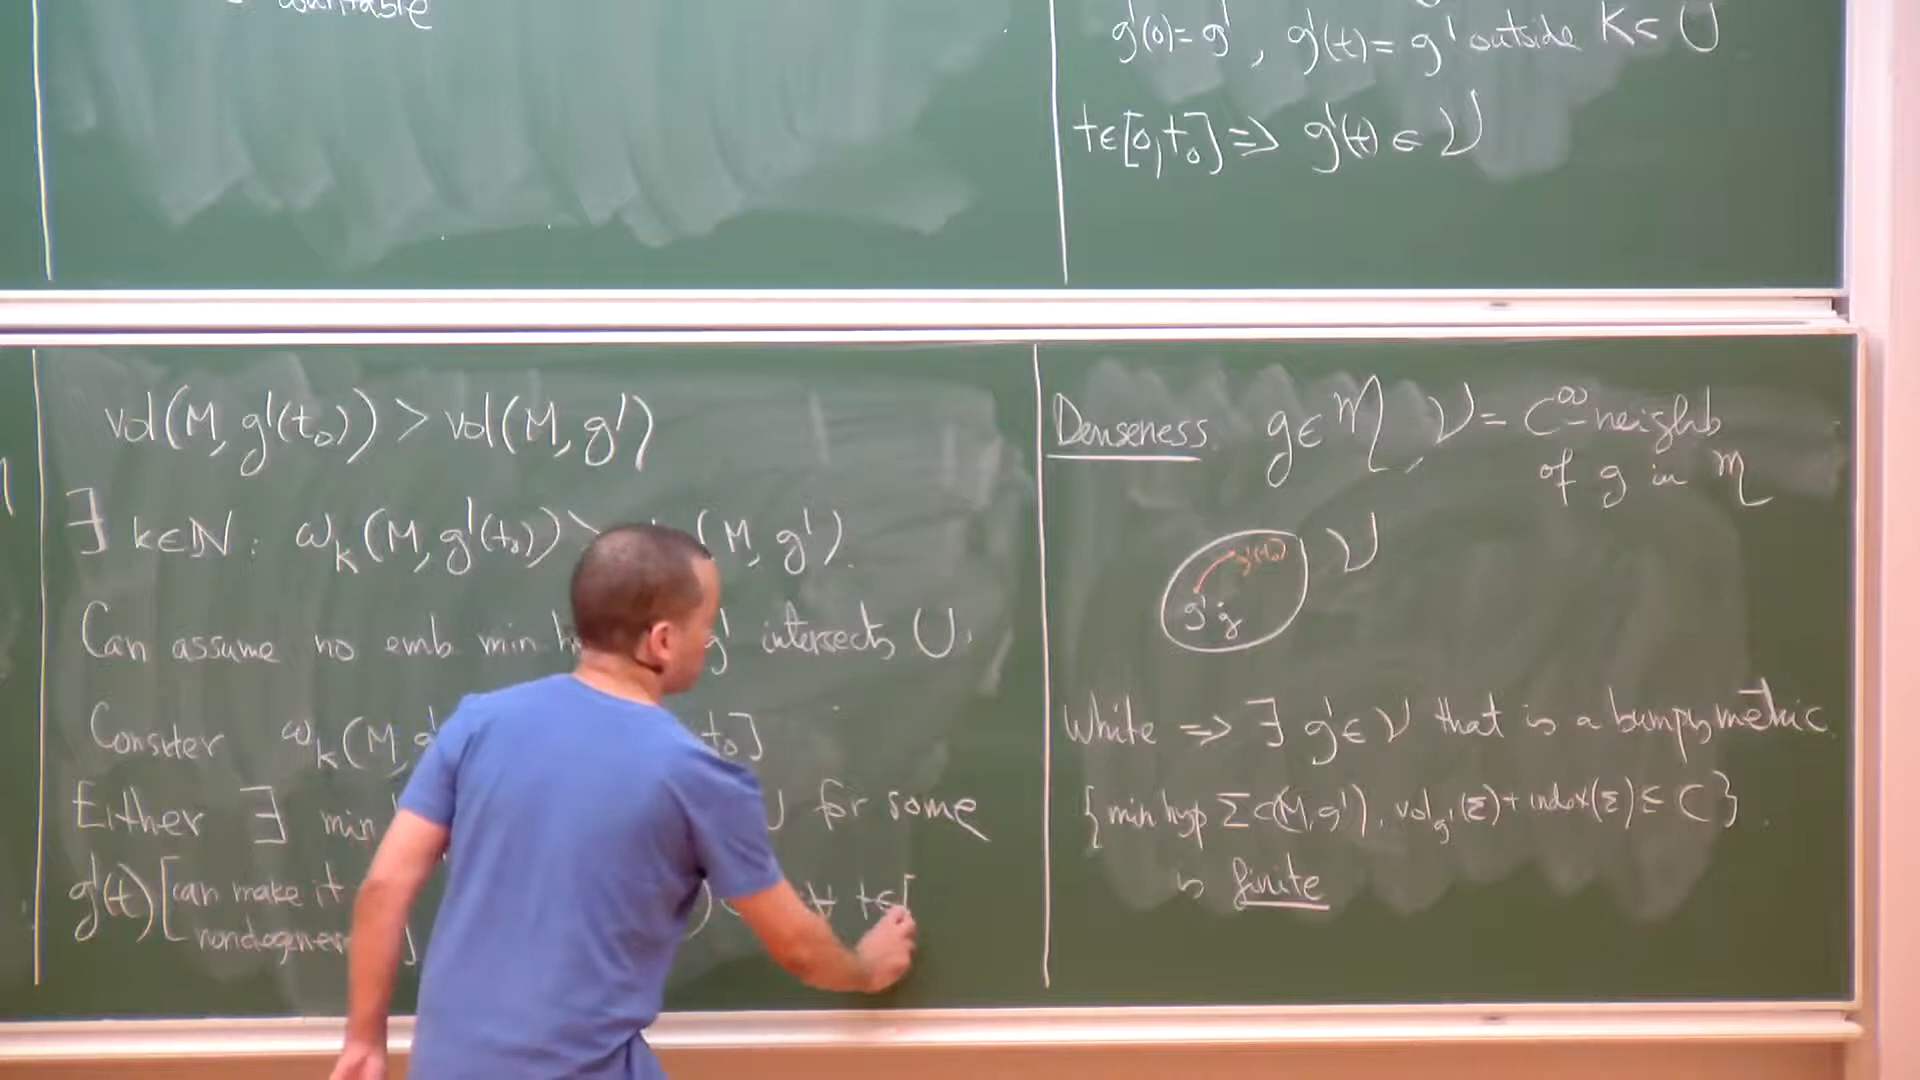 countable
g'(0)=g', g'(t)=g' outside K⊂U
t∈[0,t₀]⇒ g'(t)∈V
vol(M,g'(t₀))>vol(M,g')
∃ k∈ℕ: ω_k(M,g'(t₀))> (M,g').
Can assume no emb min g' intersects U.
Consider ω_k(M, t₀]
Either ∃ min U for some
g'(t)[can make it
] ∀ t∈[
Denseness. g∈M, V=C^∞-neighb
of g in M
g'(t₀)
V
g' g
White ⇒ ∃ g'∈V that is a bumpy metric.
{min hyp Σ⊂(M,g'), vol_g'(Σ)+index(Σ)≤C}
is finite